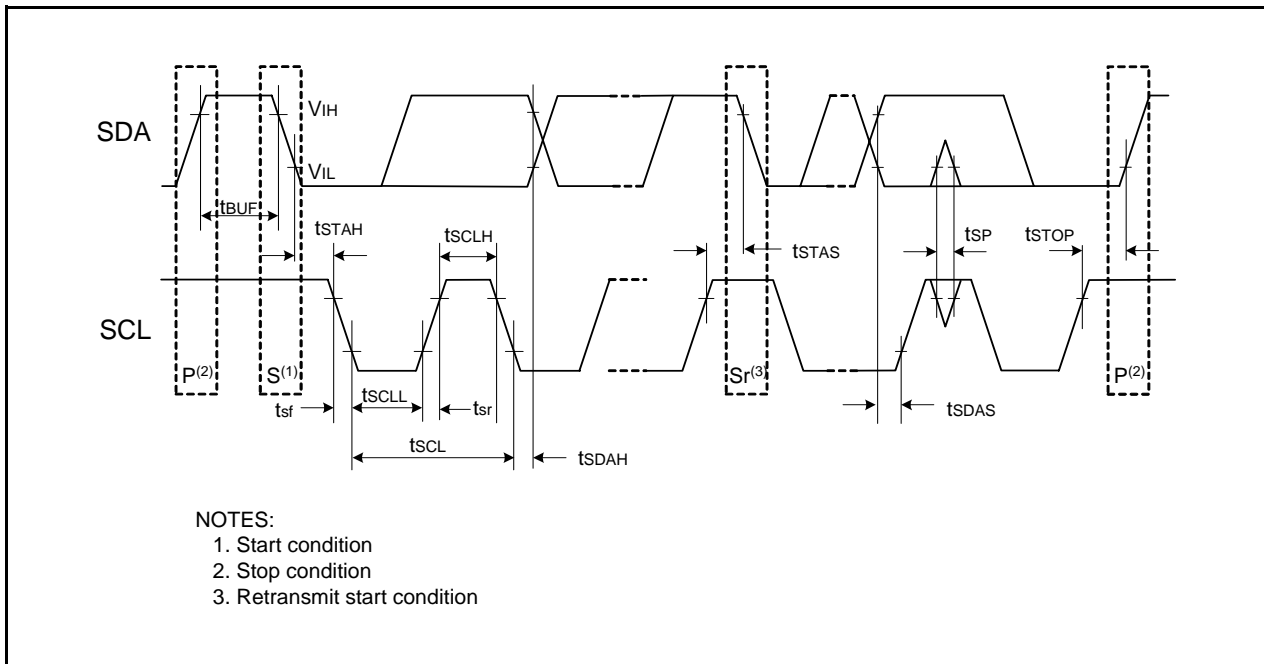 SDA
VIH
VIL
tBUF
tSTAH
tSCLH
tSTAS
tSP
tSTOP
SCL
P(2)
S(1)
Sr(3)
P(2)
tsf
tSCLL
tsr
tSDAS
tSCL
tSDAH
NOTES:
1. Start condition
2. Stop condition
3. Retransmit start condition